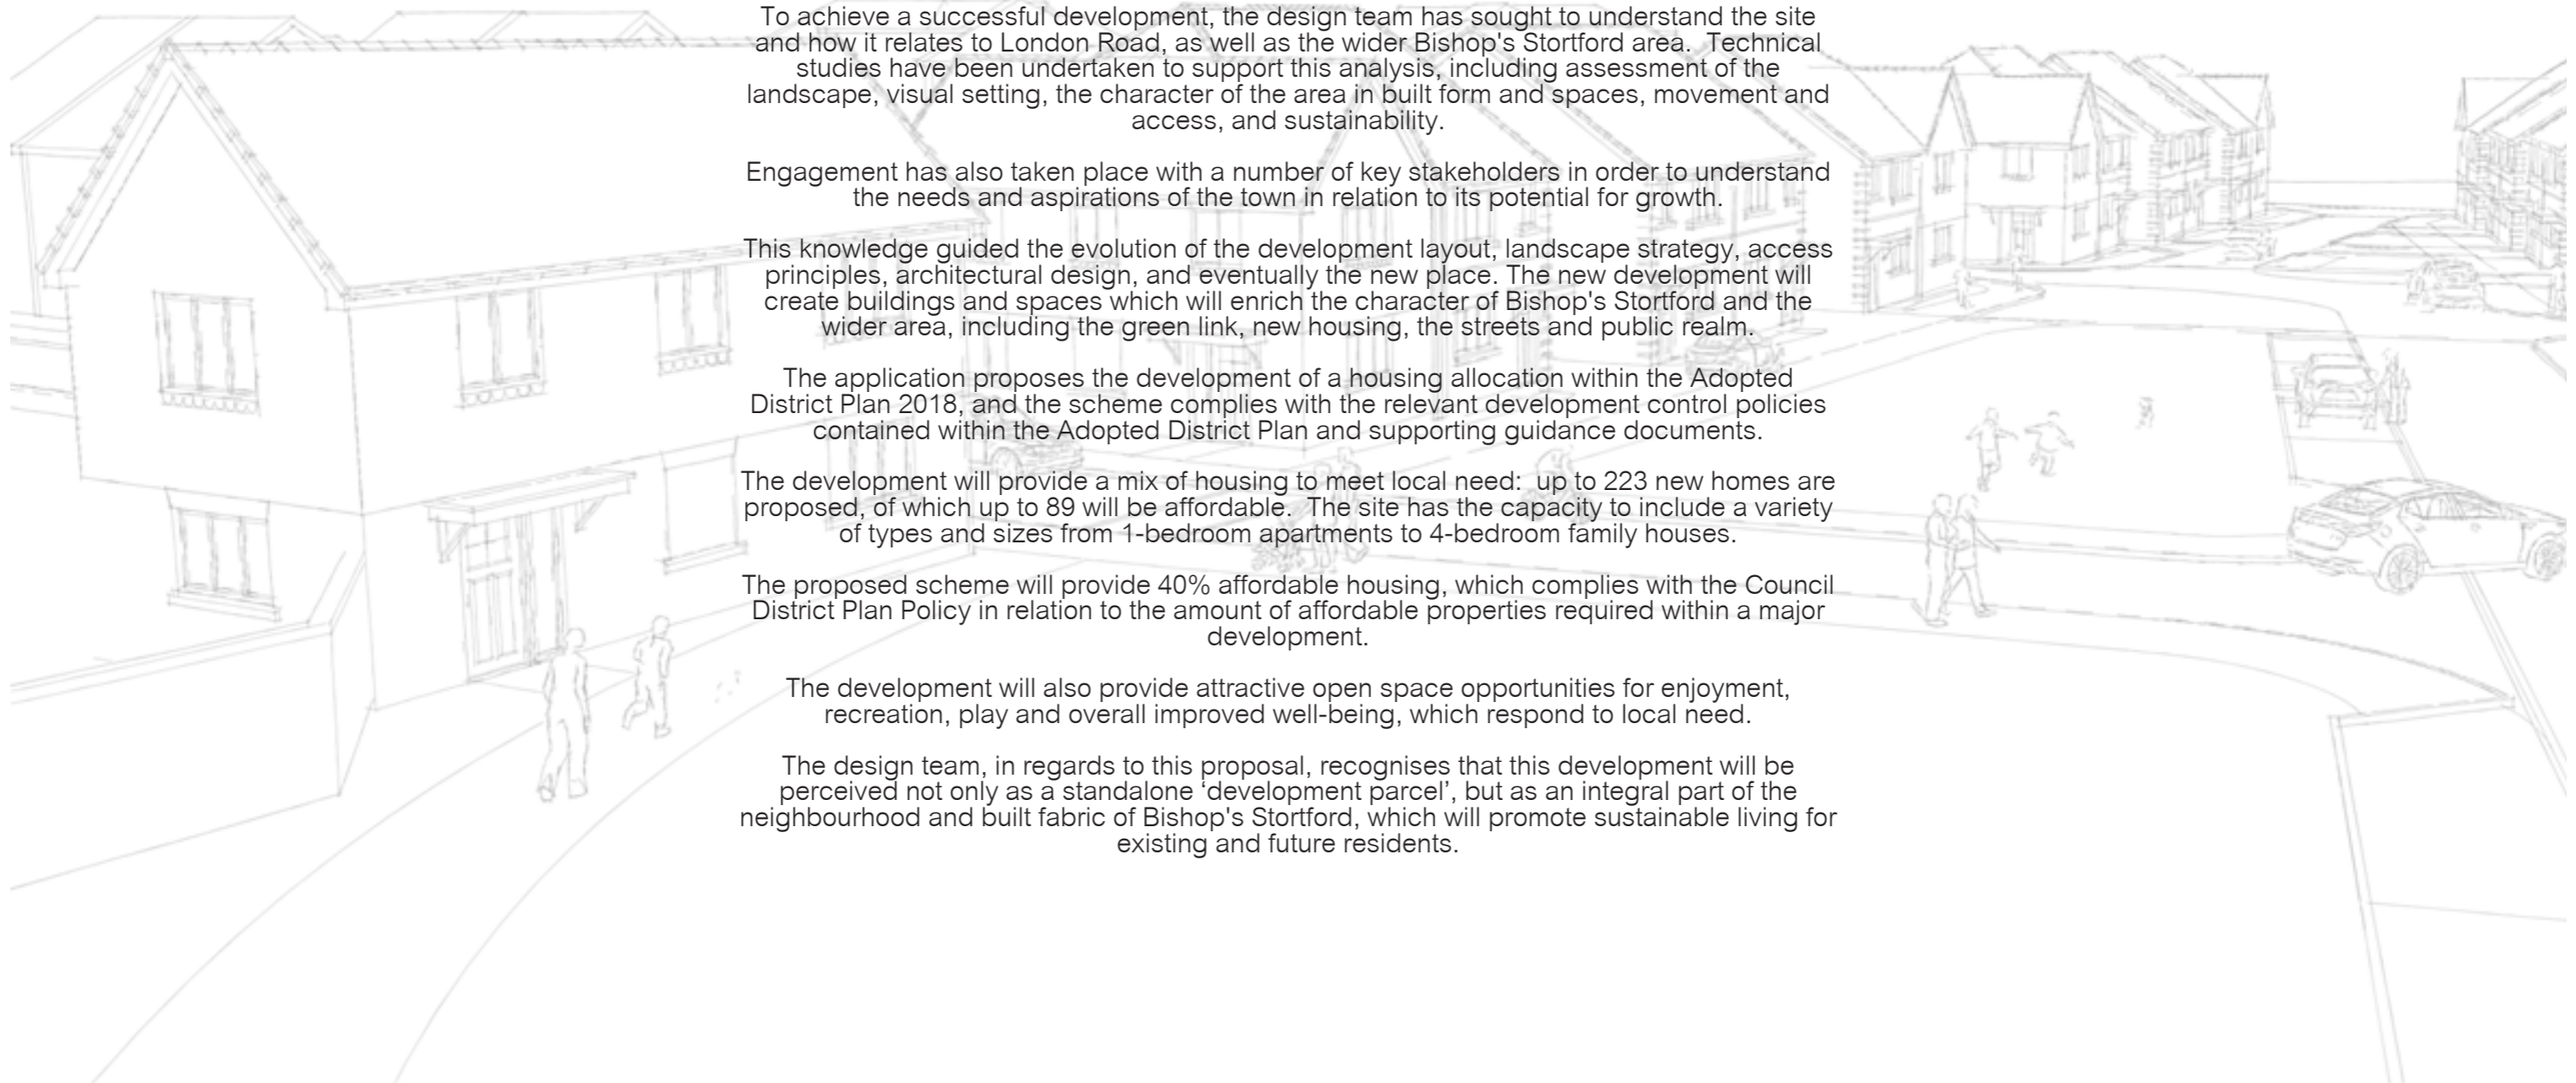 To achieve a successful development, the design team has sought to understand the site
and how it relates to London Road, as well as the wider Bishop's Stortford area.  Technical
studies have been undertaken to support this analysis, including assessment of the
landscape, visual setting, the character of the area in built form and spaces, movement and
access, and sustainability.
Engagement has also taken place with a number of key stakeholders in order to understand
the needs and aspirations of the town in relation to its potential for growth.
This knowledge guided the evolution of the development layout, landscape strategy, access
principles, architectural design, and eventually the new place. The new development will
create buildings and spaces which will enrich the character of Bishop's Stortford and the
wider area, including the green link, new housing, the streets and public realm.
The application proposes the development of a housing allocation within the Adopted
District Plan 2018, and the scheme complies with the relevant development control policies
contained within the Adopted District Plan and supporting guidance documents.
The development will provide a mix of housing to meet local need:  up to 223 new homes are
proposed, of which up to 89 will be affordable.  The site has the capacity to include a variety
of types and sizes from 1-bedroom apartments to 4-bedroom family houses.
The proposed scheme will provide 40% affordable housing, which complies with the Council
District Plan Policy in relation to the amount of affordable properties required within a major
development.
The development will also provide attractive open space opportunities for enjoyment,
recreation, play and overall improved well-being, which respond to local need.
The design team, in regards to this proposal, recognises that this development will be
perceived not only as a standalone ‘development parcel’, but as an integral part of the
neighbourhood and built fabric of Bishop's Stortford, which will promote sustainable living for
existing and future residents.